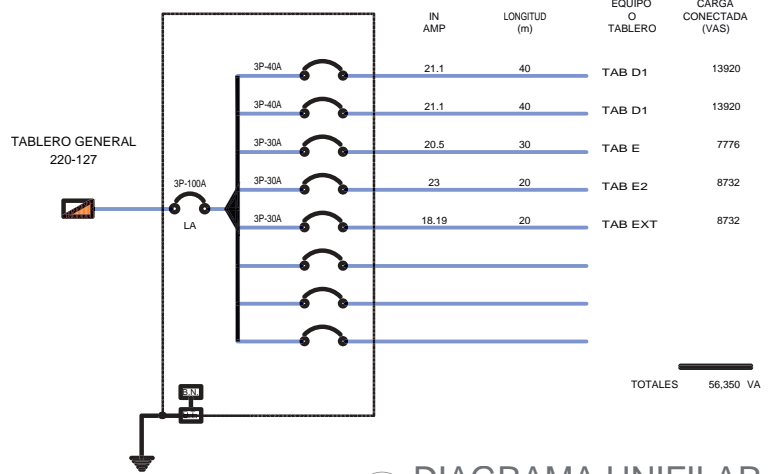 IN
AMP
LONGITUD
(m)
EQUIPO
O
TABLERO
CARGA
CONECTADA
(VAS)
3P-40A 21.1 40 TAB D1 13920
3P-40A 21.1 40 TAB D1 13920
3P-30A 20.5 30 TAB E 7776
3P-30A 23 20 TAB E2 8732
3P-30A 18.19 20 TAB EXT 8732
TABLERO GENERAL
220-127
3P-100A
LA
TOTALES 56,350 VA
B.N.
DIAGRAMA UNIFILAR